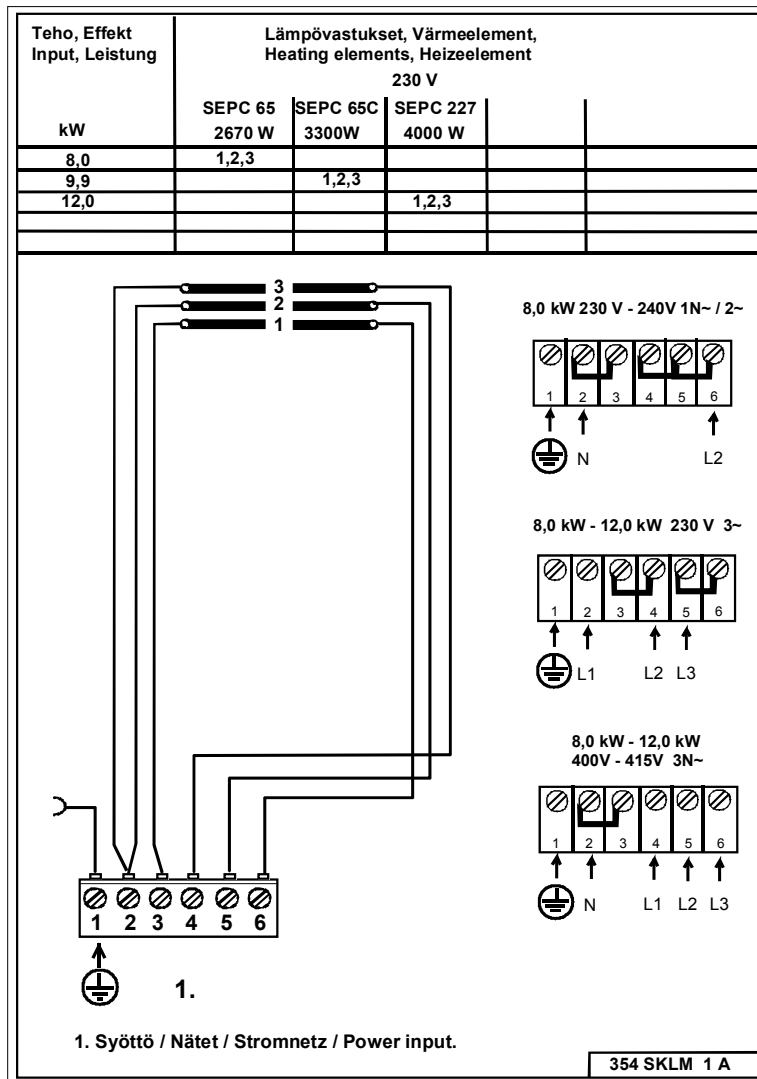 Teho, Effekt
Input, Leistung
Lämpövastukset, Värmeelement,
Heating elements, Heizeelement
230 V
kW
SEPC 65 SEPC 65C SEPC 227
2670 W 3300W 4000 W
8,0 1,2,3
9,9 1,2,3
12,0 1,2,3
3
2
1
8,0 kW 230 V - 240V 1N~ / 2~
1 2 3 4 5 6
N L2
8,0 kW - 12,0 kW 230 V 3~
1 2 3 4 5 6
L1 L2 L3
8,0 kW - 12,0 kW
400V - 415V 3N~
1 2 3 4 5 6
N L1 L2 L3
1 2 3 4 5 6
1.
1. Syöttö / Nätet / Stromnetz / Power input.
354 SKLM 1 A